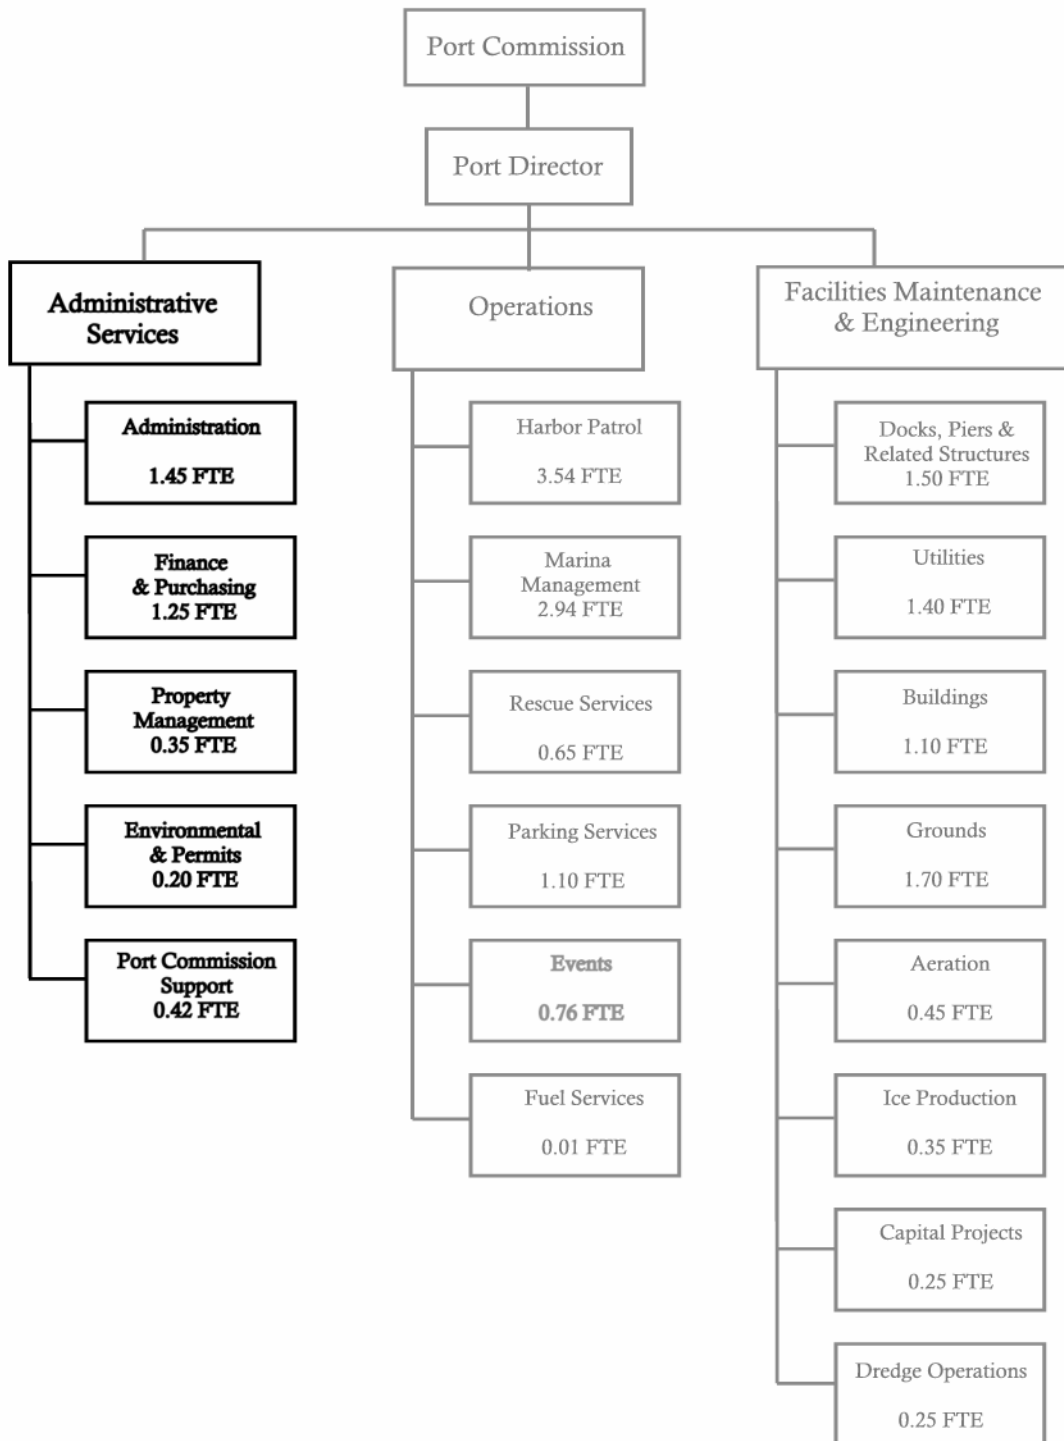 Port Commission
Port Director
Administrative
Services
Administration
1.45 FTE
Finance
& Purchasing
1.25 FTE
Property
Management
0.35 FTE
Environmental
& Permits
0.20 FTE
Port Commission
Support
0.42 FTE
Operations
Harbor Patrol
3.54 FTE
Marina
Management
2.94 FTE
Rescue Services
0.65 FTE
Parking Services
1.10 FTE
Events
0.76 FTE
Fuel Services
0.01 FTE
Facilities Maintenance
& Engineering
Docks, Piers &
Related Structures
1.50 FTE
Utilities
1.40 FTE
Buildings
1.10 FTE
Grounds
1.70 FTE
Aeration
0.45 FTE
Ice Production
0.35 FTE
Capital Projects
0.25 FTE
Dredge Operations
0.25 FTE